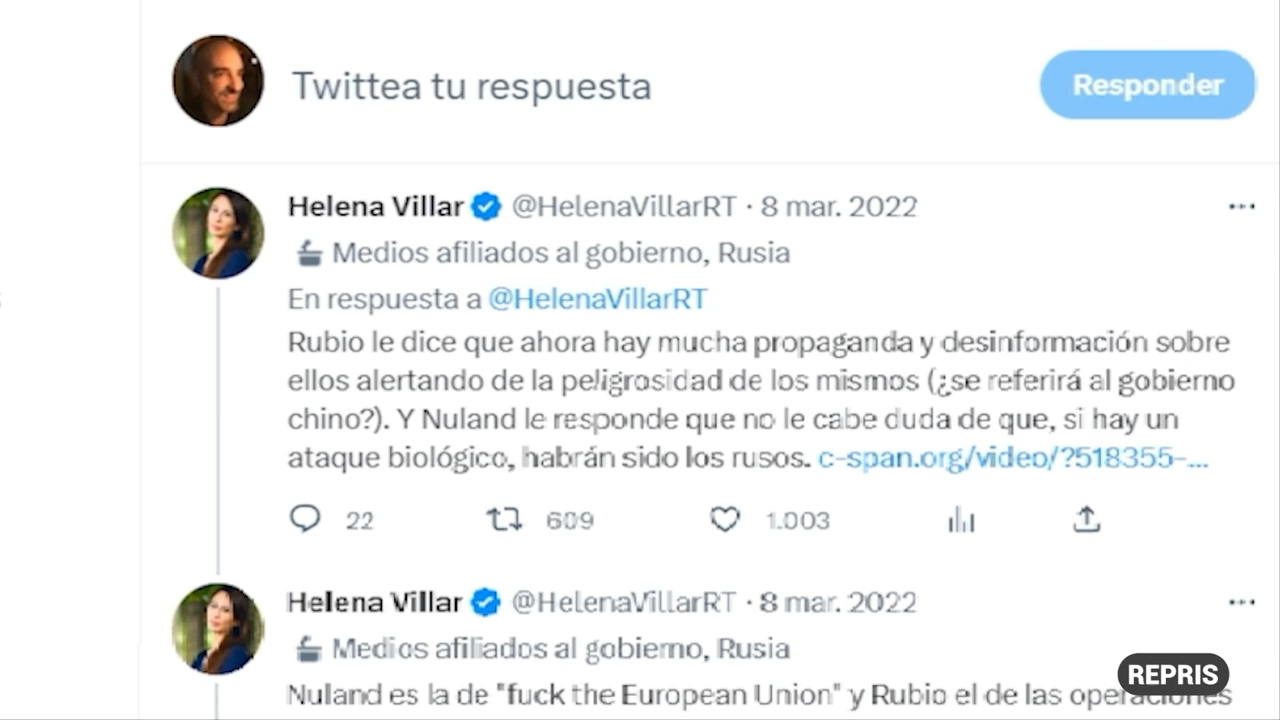 Twittea tu respuesta
Responder
Helena Villar @HelenaVillarRT · 8 mar. 2022
Medios afiliados al gobierno, Rusia
En respuesta a @HelenaVillarRT
Rubio le dice que ahora hay mucha propaganda y desinformación sobre
ellos alertando de la peligrosidad de los mismos (¿se referirá al gobierno
chino?). Y Nuland le responde que no le cabe duda de que, si hay un
ataque biológico, habrán sido los rusos. c-span.org/video/?518355-...
22 609 1.003
Helena Villar @HelenaVillarRT · 8 mar. 2022
Medios afiliados al gobierno, Rusia
Nuland es la de "fuck the European Union" y Rubio el de las operaciones
REPRIS